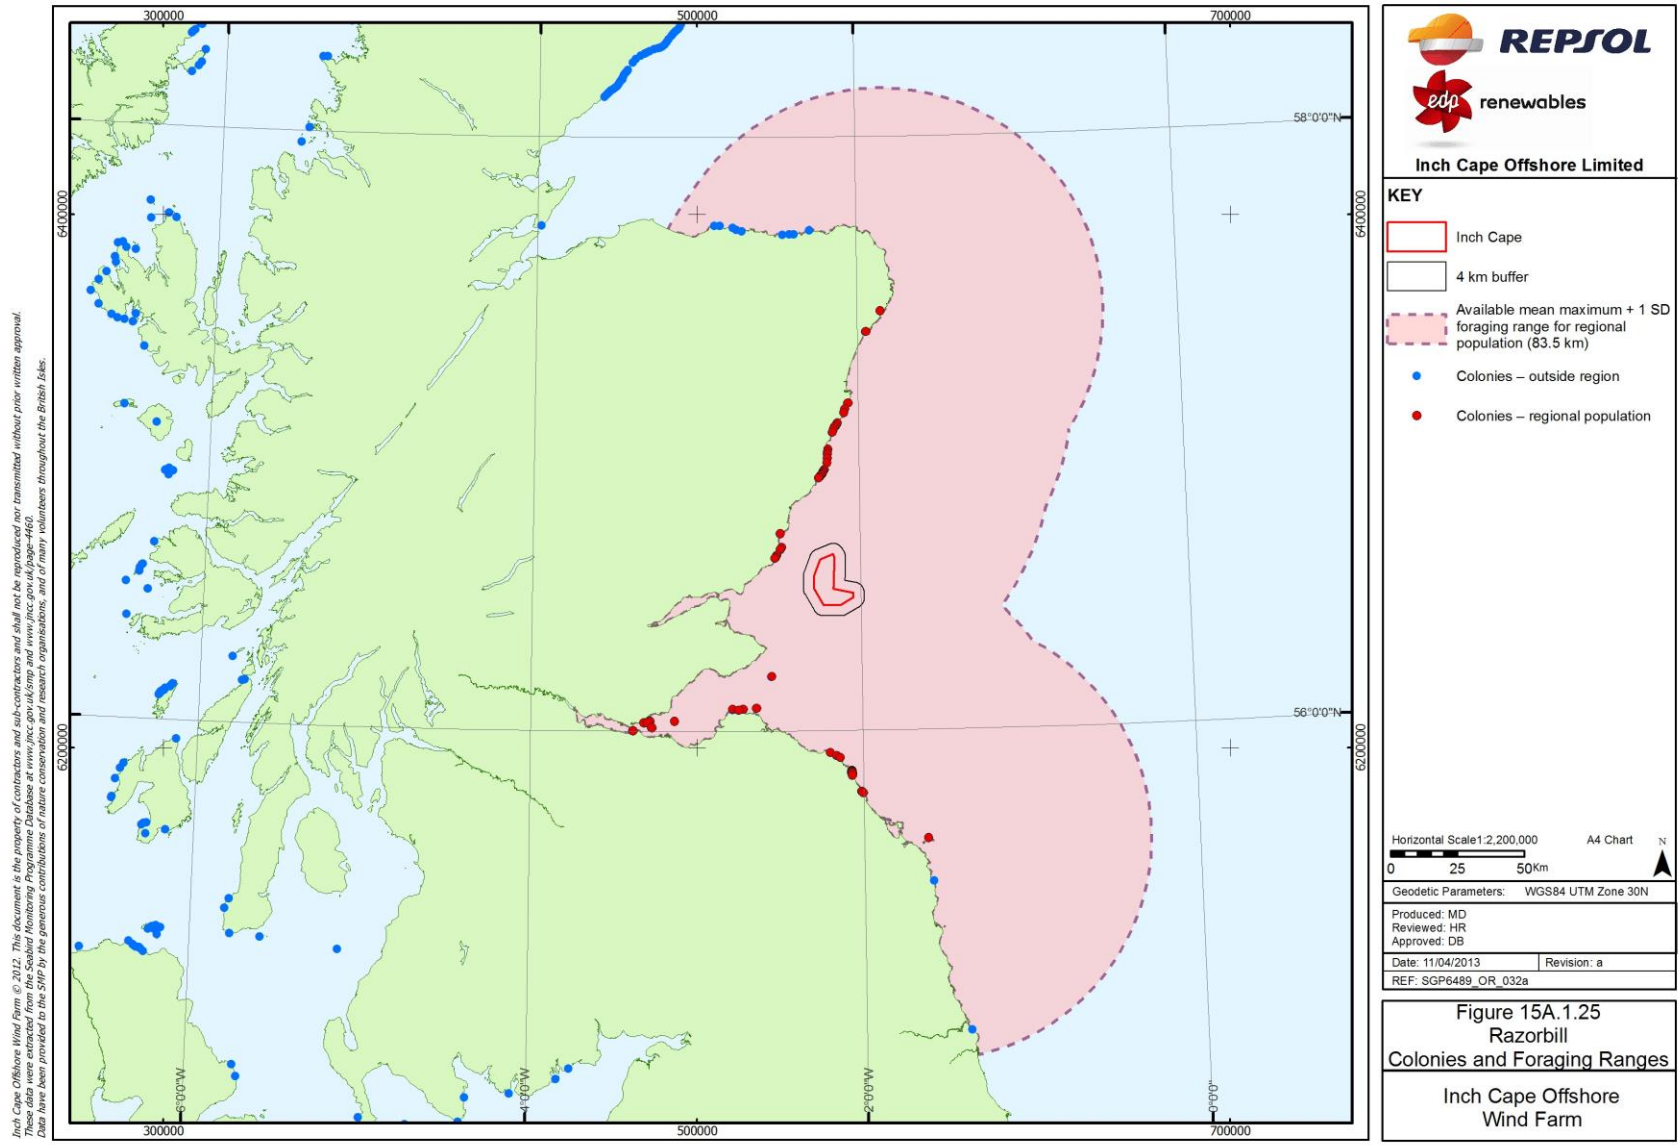 300000
500000
700000
58°0'0"N
6400000
6400000
56°0'0"N
6200000
6200000
6°0'0"W
4°0'0"W
2°0'0"W
0°0'0"
300000
500000
700000
Inch Cape Offshore Wind Farm © 2012. This document is the property of contractors and sub-contractors and shall not be reproduced nor transmitted without prior written approval.
These data were extracted from the Seabird Monitoring Programme Database at www.jncc.gov.uk/smp and www.jncc.gov.uk/page-4460.
Data have been provided to the SMP by the generous contributions of nature conservation and research organisations, and of many volunteers throughout the British Isles.
REPSOL
edp renewables
Inch Cape Offshore Limited
KEY
Inch Cape
4 km buffer
Available mean maximum + 1 SD
foraging range for regional
population (83.5 km)
Colonies – outside region
Colonies – regional population
Horizontal Scale1:2,200,000 A4 Chart N
0 25 50Km
Geodetic Parameters: WGS84 UTM Zone 30N
Produced: MD
Reviewed: HR
Approved: DB
Date: 11/04/2013 Revision: a
REF: SGP6489_OR_032a
Figure 15A.1.25
Razorbill
Colonies and Foraging Ranges
Inch Cape Offshore
Wind Farm